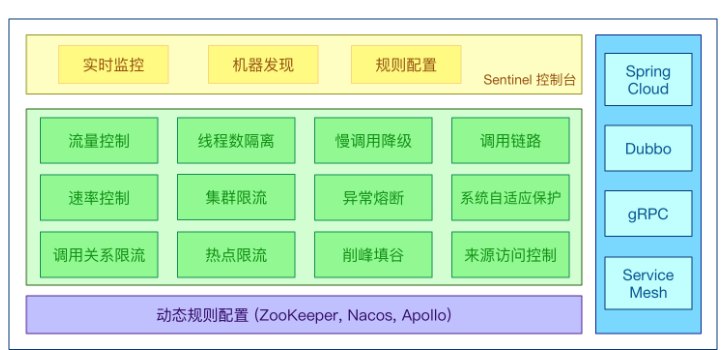 实时监控
机器发现
规则配置
Sentinel 控制台
流量控制
线程数隔离
慢调用降级
调用链路
速率控制
集群限流
异常熔断
系统自适应保护
调用关系限流
热点限流
削峰填谷
来源访问控制
动态规则配置 (ZooKeeper, Nacos, Apollo)
Spring
Cloud
Dubbo
gRPC
Service
Mesh